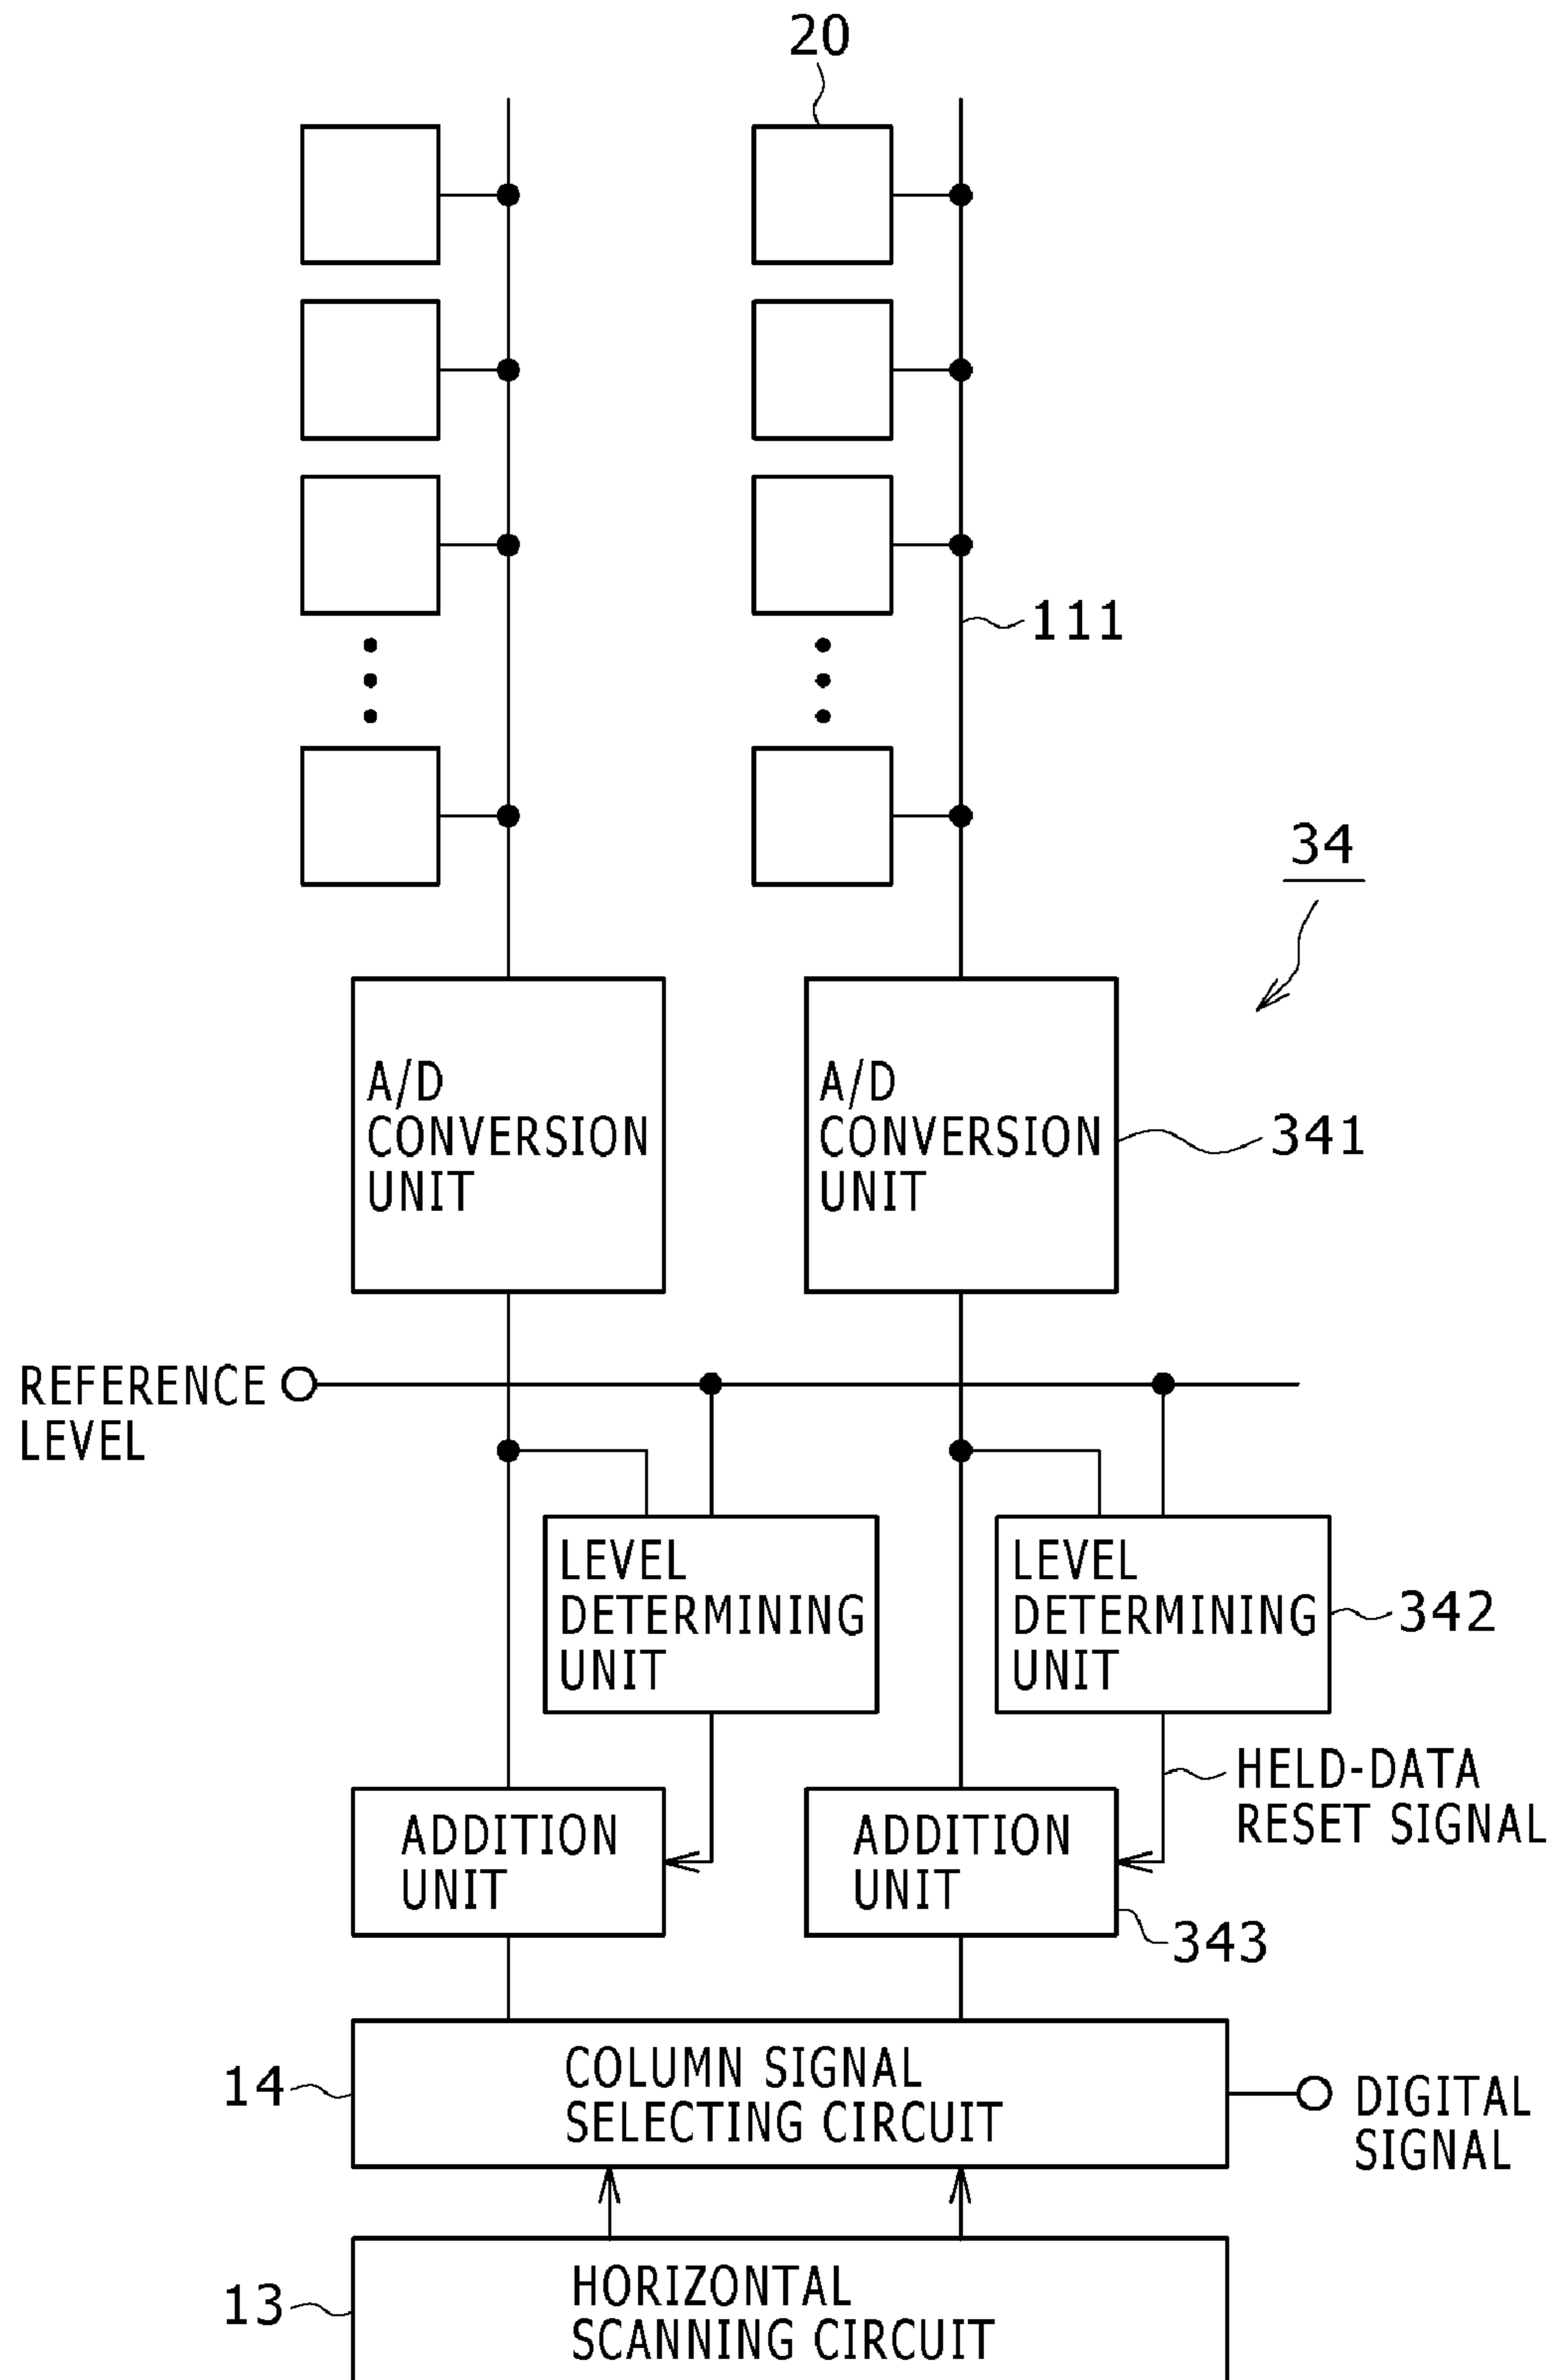 20
111
34
A/D
CONVERSION
UNIT
A/D
CONVERSION
UNIT
341
REFERENCE
LEVEL
LEVEL
DETERMINING
UNIT
LEVEL
DETERMINING
UNIT
342
HELD-DATA
RESET SIGNAL
ADDITION
UNIT
ADDITION
UNIT
343
14
COLUMN SIGNAL
SELECTING CIRCUIT
DIGITAL
SIGNAL
13
HORIZONTAL
SCANNING CIRCUIT